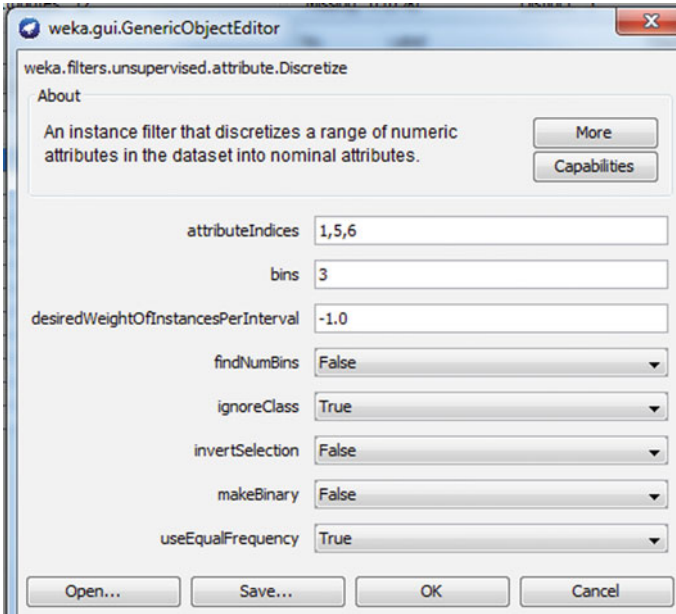 weka.gui.GenericObjectEditor
weka.filters.unsupervised.attribute.Discretize
About
An instance filter that discretizes a range of numeric
attributes in the dataset into nominal attributes.
More
Capabilities
attributeIndices 1,5,6
bins 3
desiredWeightOfInstancesPerInterval -1.0
findNumBins False
ignoreClass True
invertSelection False
makeBinary False
useEqualFrequency True
Open... Save... OK Cancel